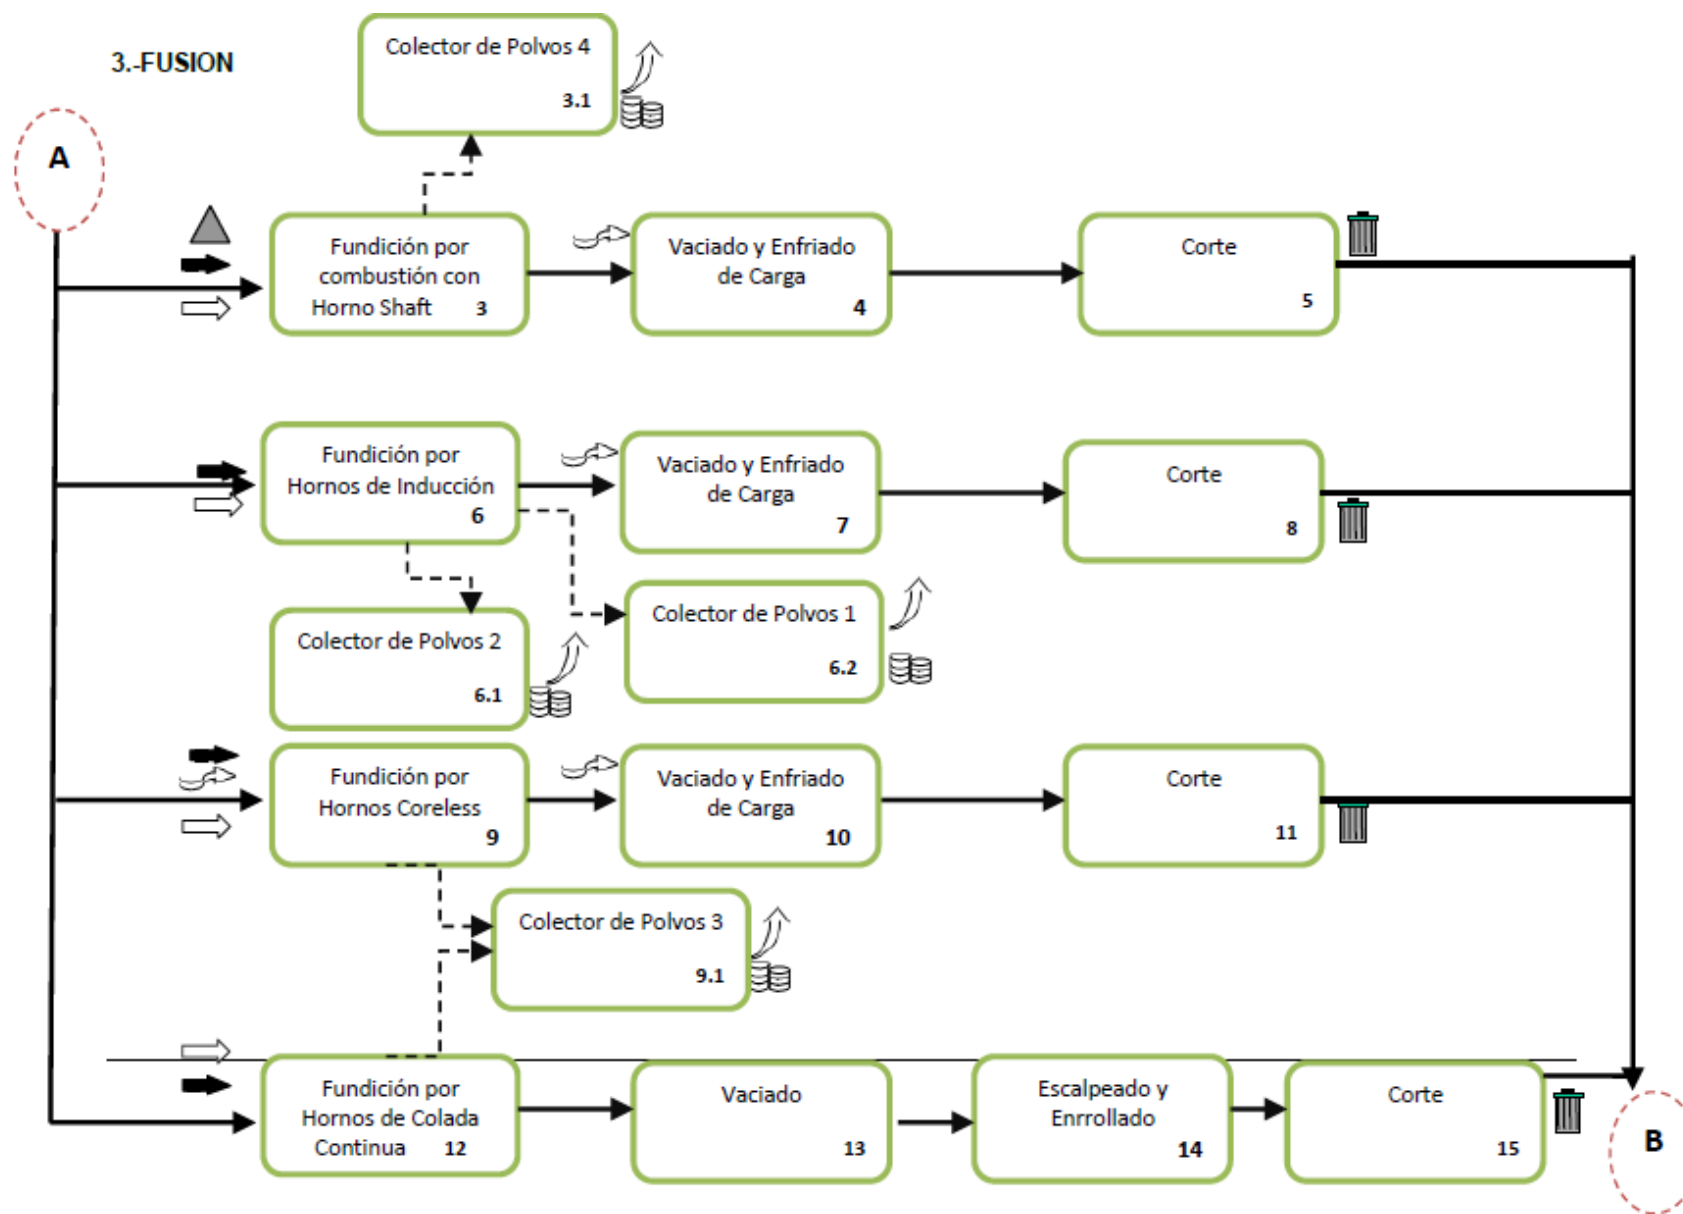 3.-FUSION
Colector de Polvos 4
3.1
A
Fundición por
combustión con
Horno Shaft 3
Vaciado y Enfriado
de Carga
4
Corte
5
Fundición por
Hornos de Inducción
6
Vaciado y Enfriado
de Carga
7
Corte
8
Colector de Polvos 2
6.1
Colector de Polvos 1
6.2
Fundición por
Hornos Coreless
9
Vaciado y Enfriado
de Carga
10
Corte
11
Colector de Polvos 3
9.1
Fundición por
Hornos de Colada
Continua 12
Vaciado
13
Escalpeado y
Enrrollado
14
Corte
15
B